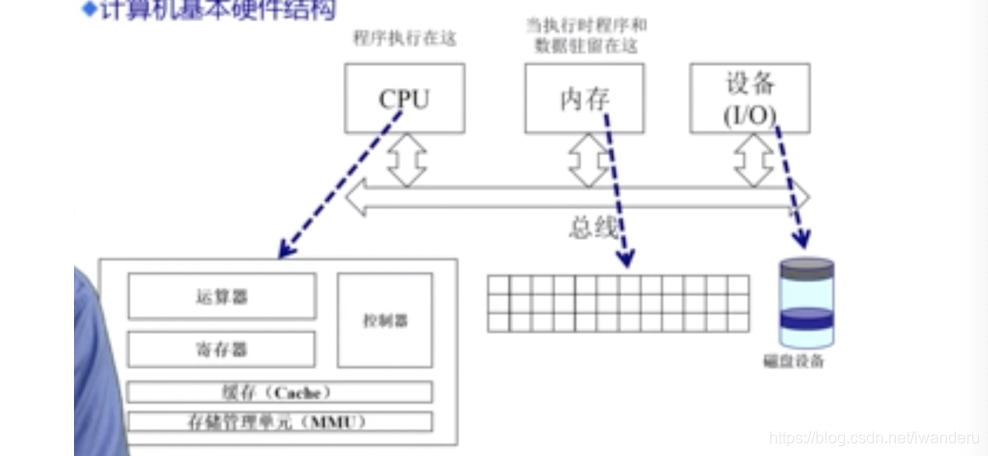 ◆计算机基本硬件结构
程序执行在这
当执行时程序和
数据驻留在这
CPU
内存
设备
(I/O)
总线
运算器
控制器
寄存器
缓存（Cache）
存储管理单元（MMU）
磁盘设备
https://blog.csdn.net/iwanderu